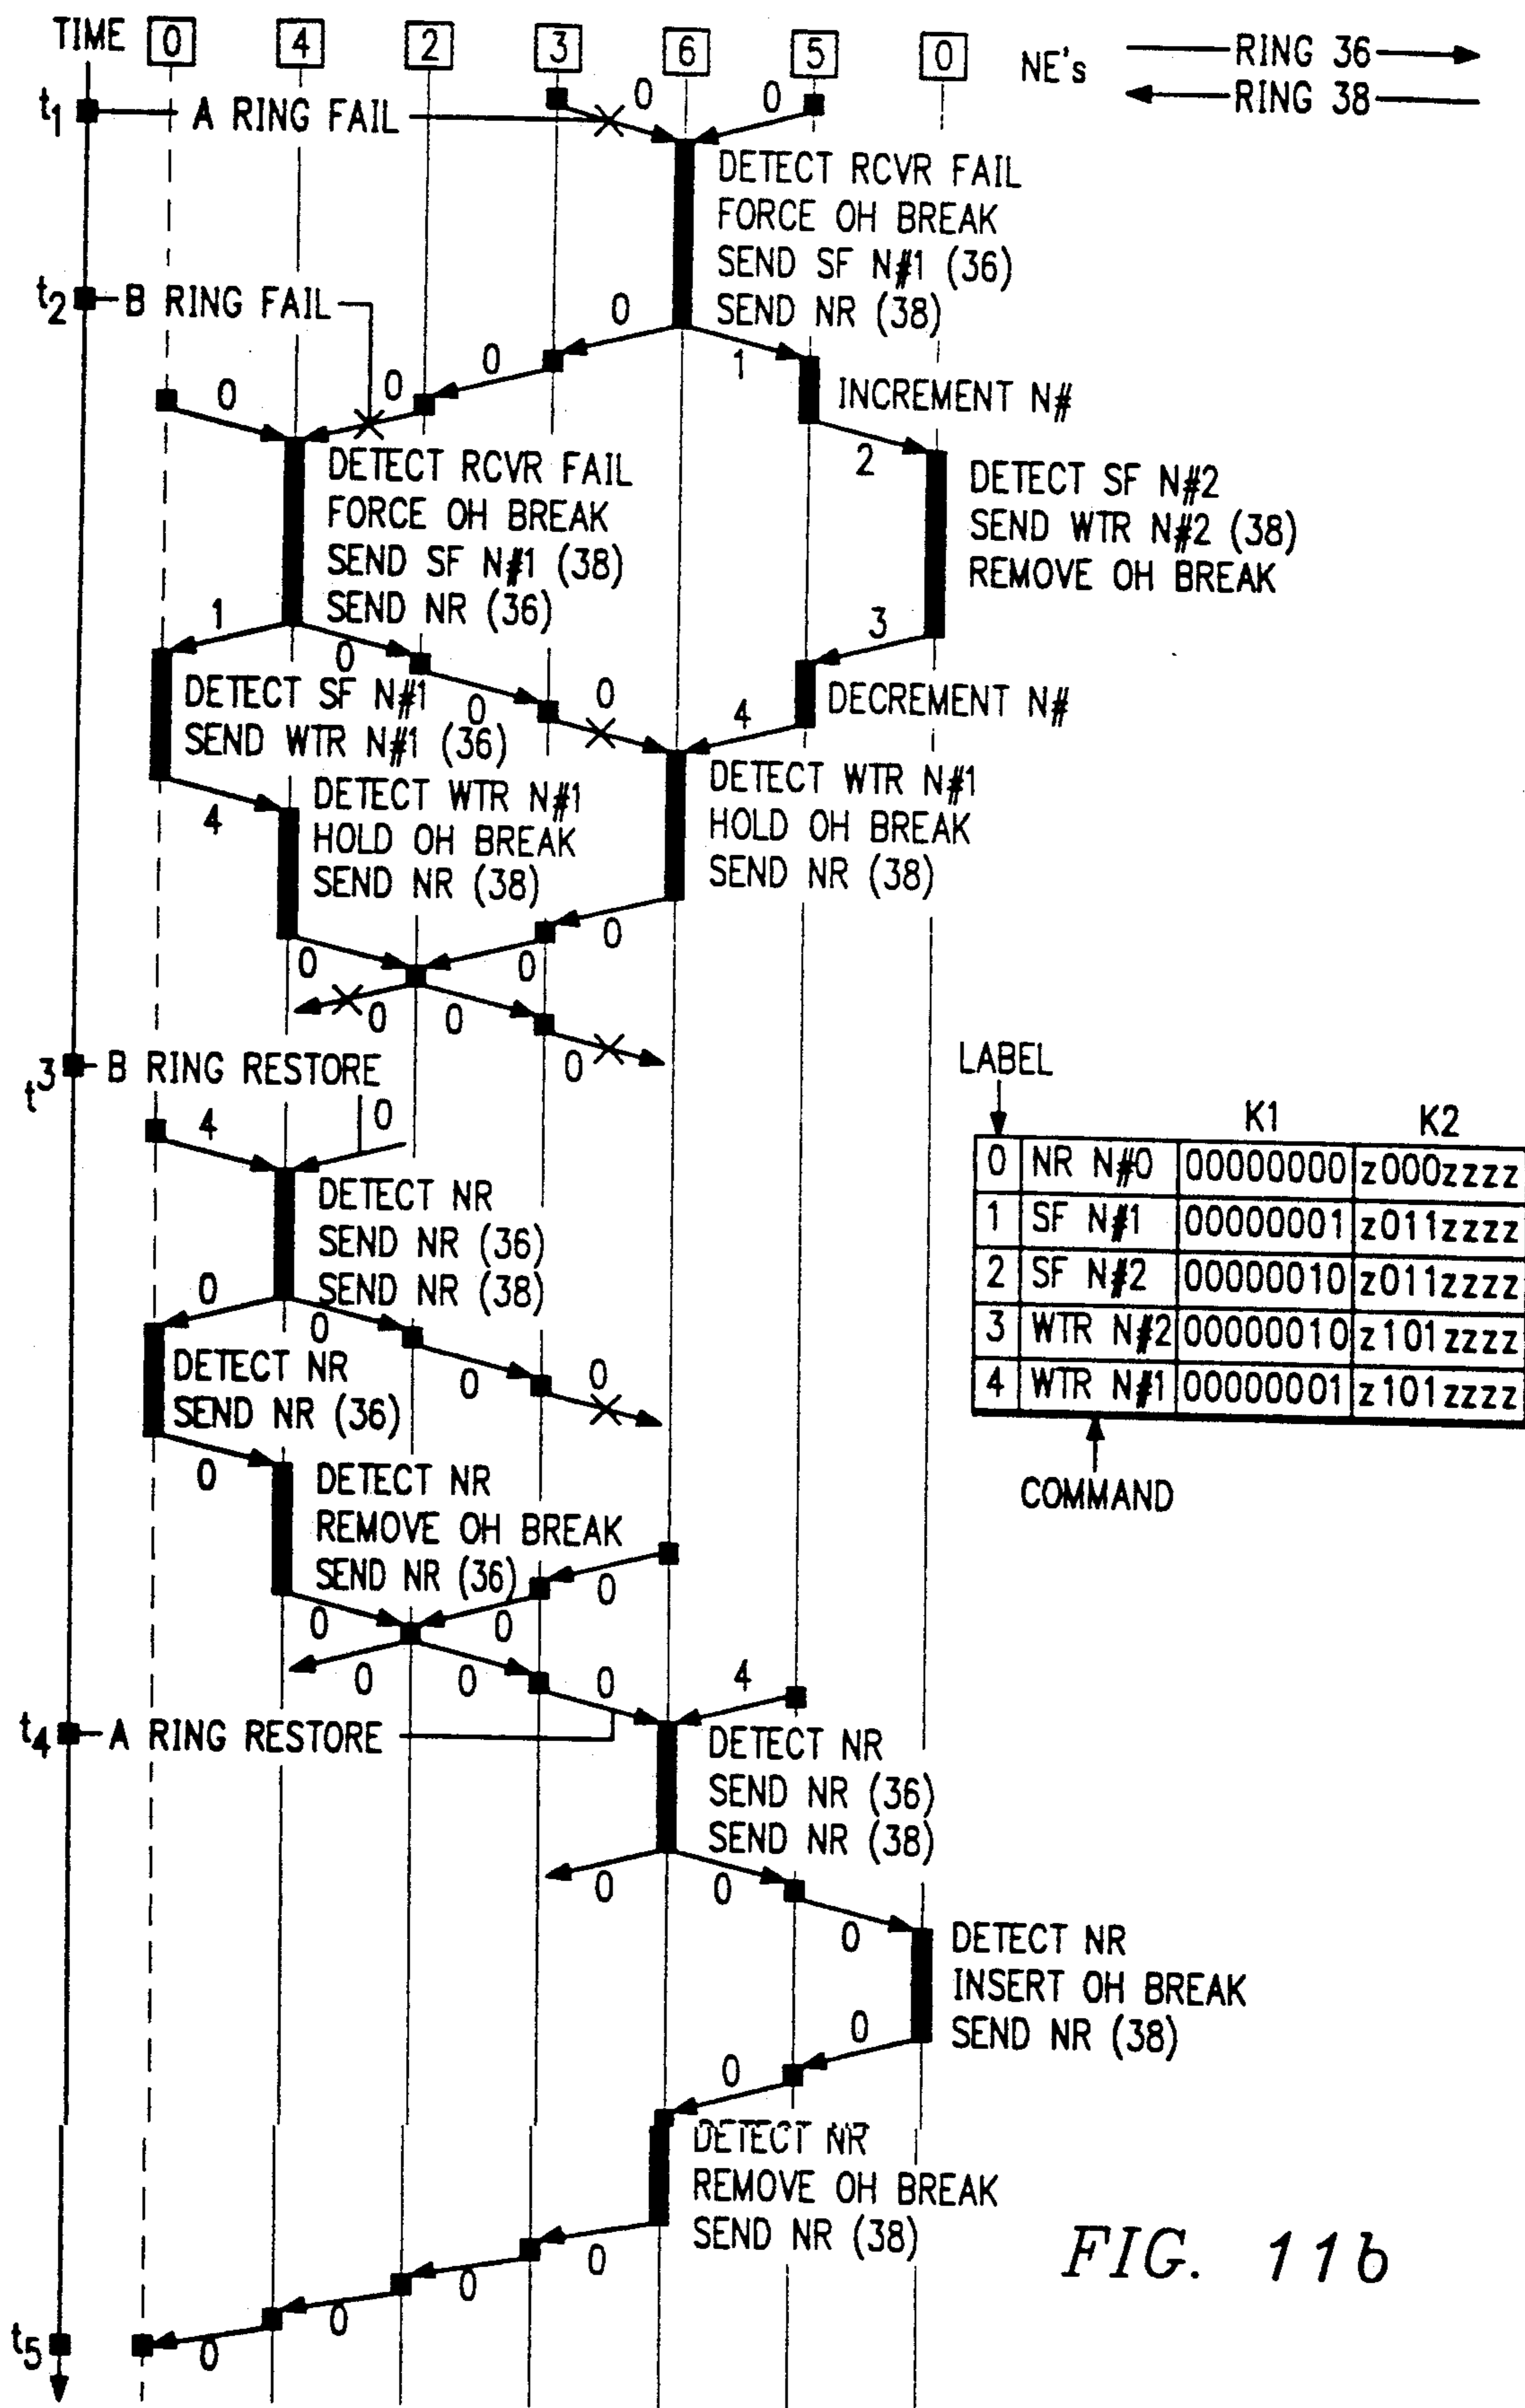 TIME 0 4 2 3 6 5 0 NE's RING 36
RING 38
0 0
t1 A RING FAIL
DETECT RCVR FAIL
FORCE OH BREAK
SEND SF N#1 (36)
SEND NR (38)
t2 B RING FAIL
0
0 0 0 1
INCREMENT N#
2
DETECT RCVR FAIL
FORCE OH BREAK
SEND SF N#1 (38)
SEND NR (36)
DETECT SF N#2
SEND WTR N#2 (38)
REMOVE OH BREAK
1 0 3
DETECT SF N#1
SEND WTR N#1 (36)
0 0 4
DECREMENT N#
4
DETECT WTR N#1
HOLD OH BREAK
SEND NR (38)
DETECT WTR N#1
HOLD OH BREAK
SEND NR (38)
0
0 0
0 0
0
t3 B RING RESTORE
4 0
DETECT NR
SEND NR (36)
SEND NR (38)
0 0
DETECT NR
SEND NR (36)
0 0
0
DETECT NR
REMOVE OH BREAK
SEND NR (36)
0
0 0
0 0 0 4
t4 A RING RESTORE
DETECT NR
SEND NR (36)
SEND NR (38)
0 0
0
DETECT NR
INSERT OH BREAK
SEND NR (38)
0
0
DETECT NR
REMOVE OH BREAK
SEND NR (38)
0
0
0
t5 0
LABEL
K1 K2
0 NR N#0 00000000 z000zzzz
1 SF N#1 00000001 z011zzzz
2 SF N#2 00000010 z011zzzz
3 WTR N#2 00000010 z101zzzz
4 WTR N#1 00000001 z101zzzz
COMMAND
FIG. 11b